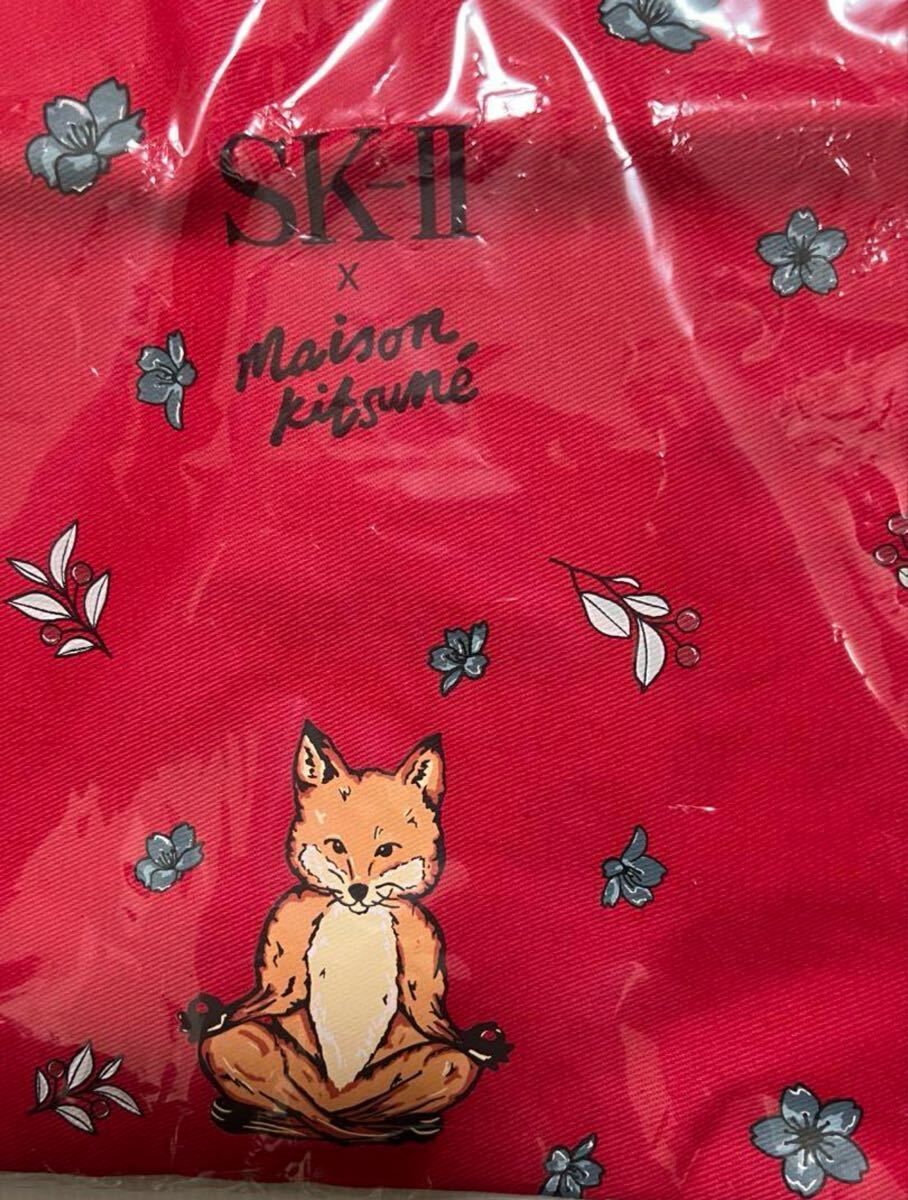 SK-II
x
Maison
kitsuné